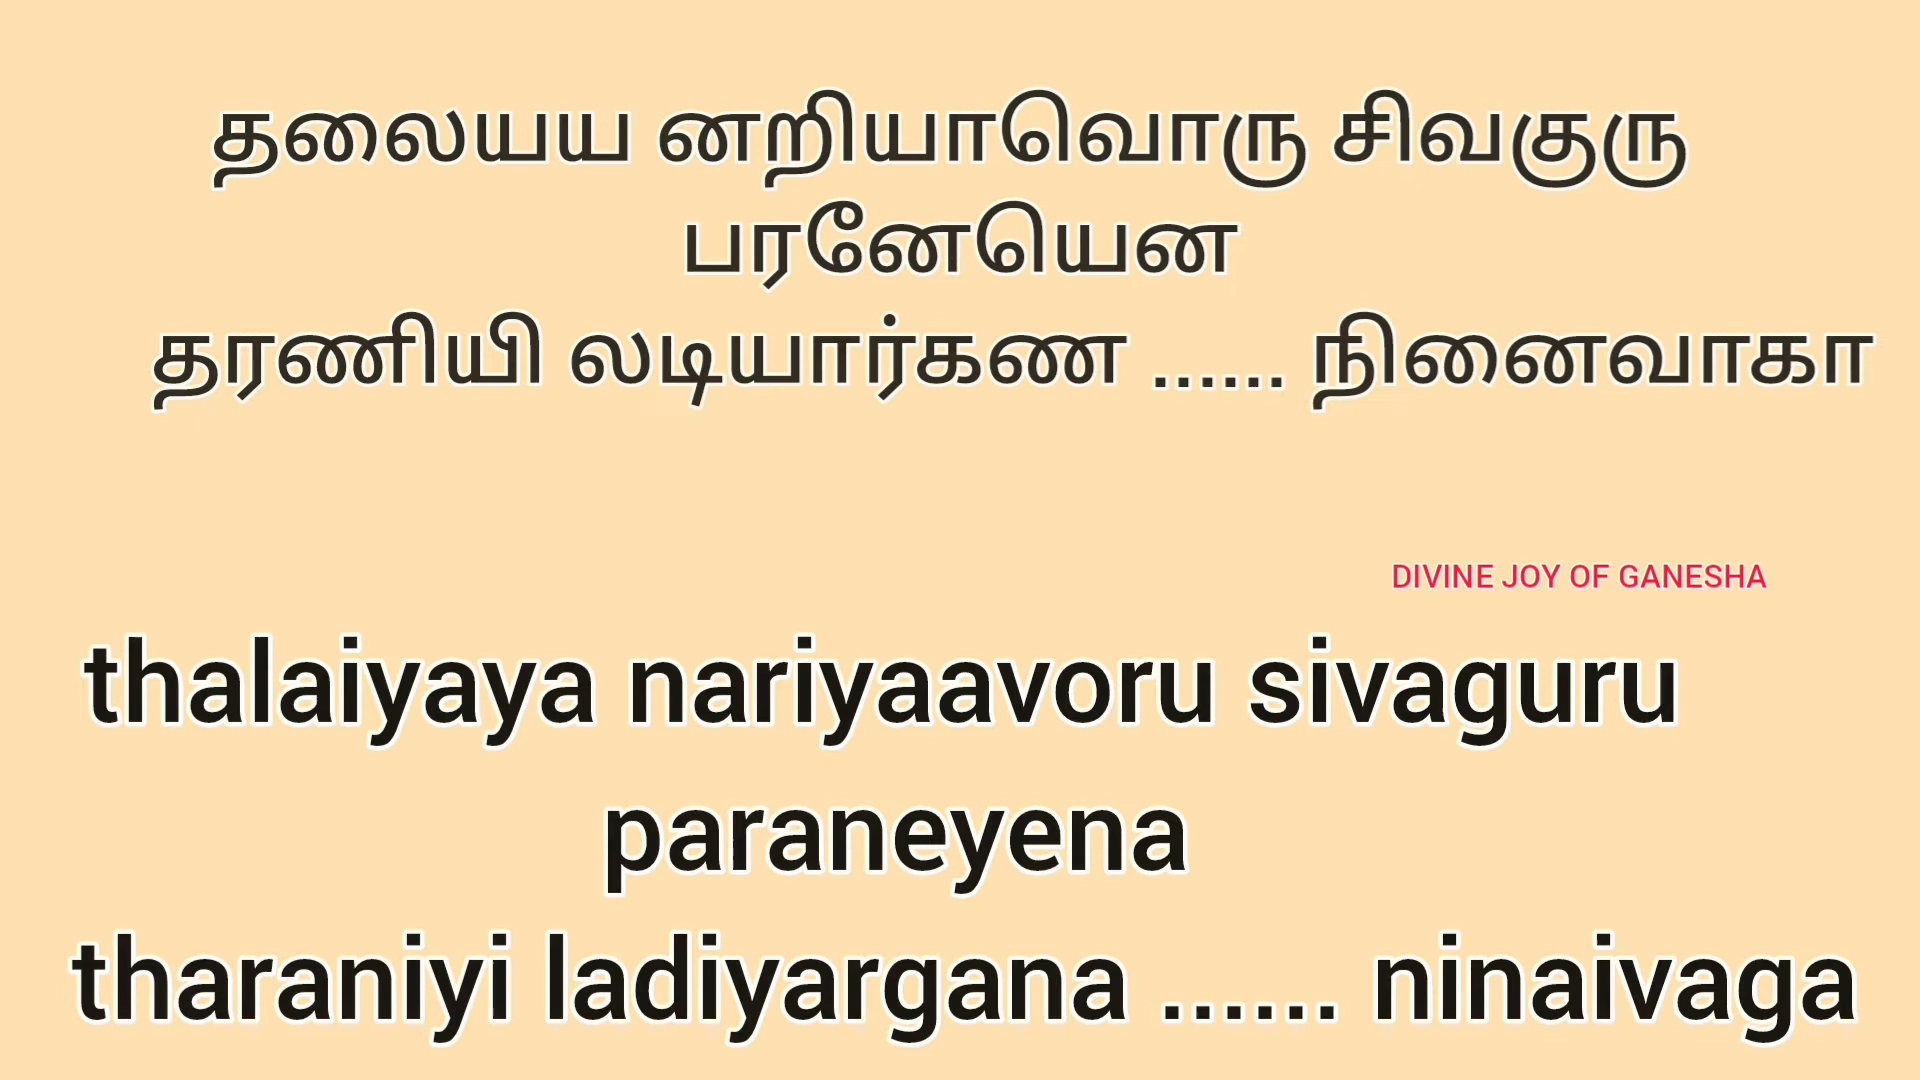 தலையய னறியாவொரு சிவகுரு
பரனேயென
தரணியி லடியார்கண ...... நினைவாகா
DIVINE JOY OF GANESHA
thalaiyaya nariyaavoru sivaguru
paraneyena
tharaniyi ladiyargana ...... ninaivaga